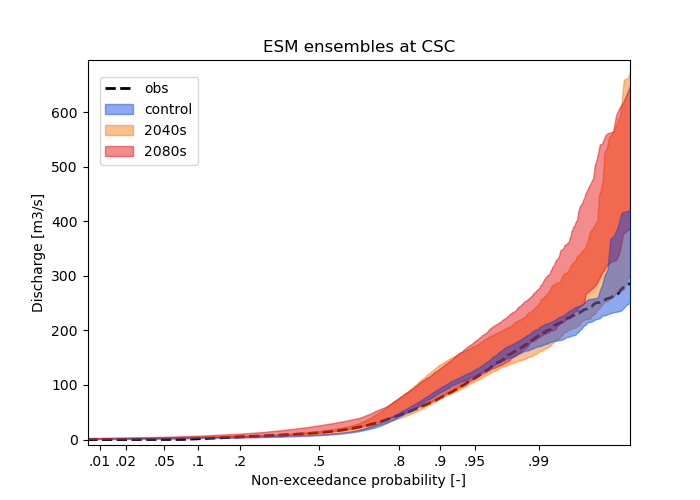 ESM ensembles at CSC
obs
control
2040s
2080s
600
500
400
300
200
100
0
Discharge [m3/s]
.01 .02 .05 .1 .2 .5 .8 .9 .95 .99
Non-exceedance probability [-]